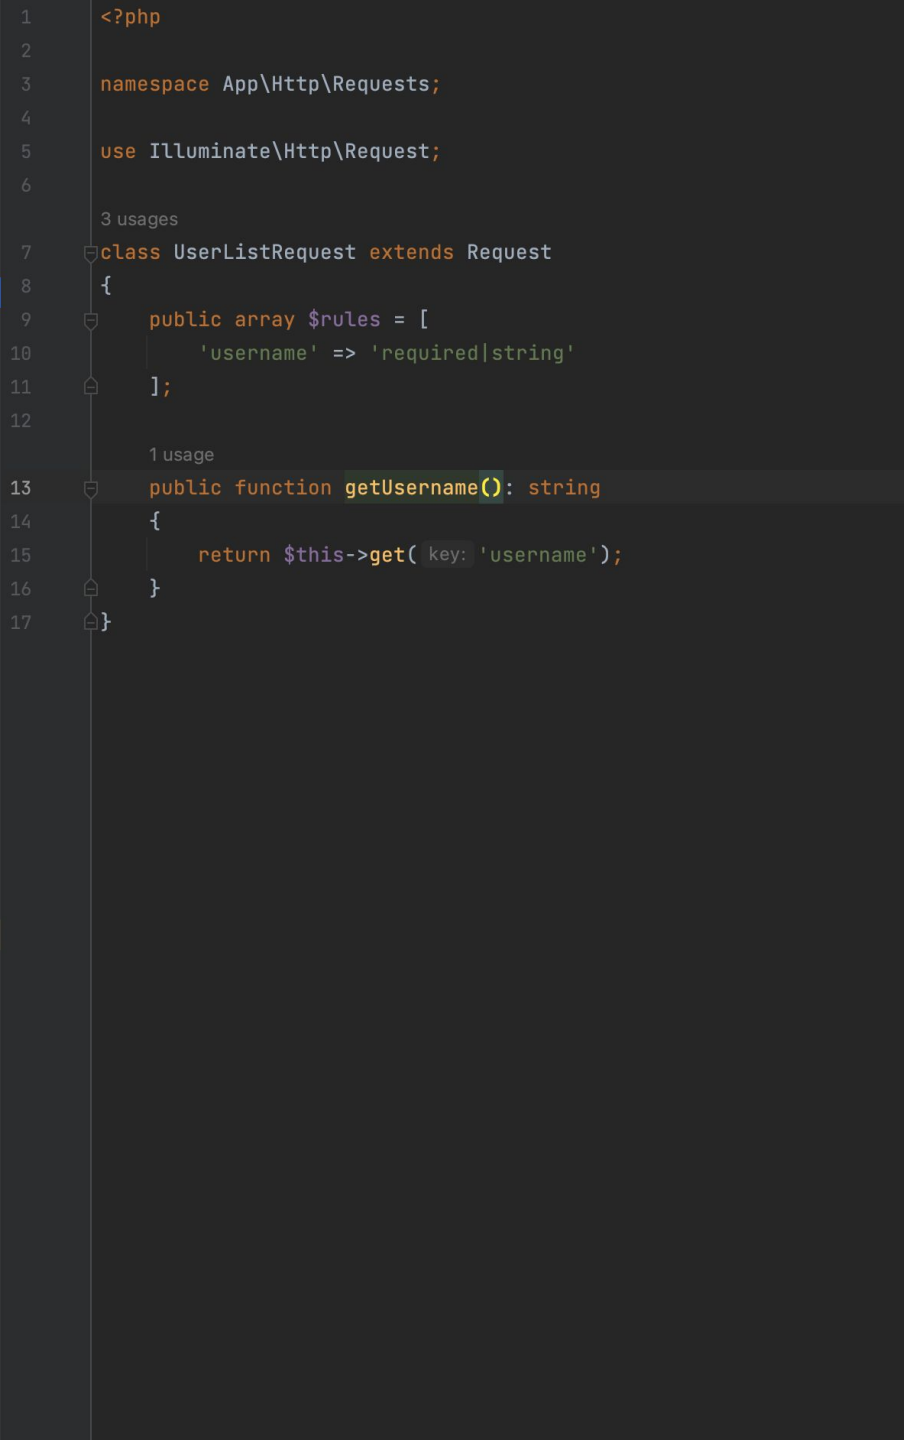 1 <?php
2
3 namespace App\Http\Requests;
4
5 use Illuminate\Http\Request;
6
3 usages
7 class UserListRequest extends Request
8 {
9     public array $rules = [
10         'username' => 'required|string'
11     ];
12
1 usage
13     public function getUsername(): string
14     {
15         return $this->get( key: 'username');
16     }
17 }